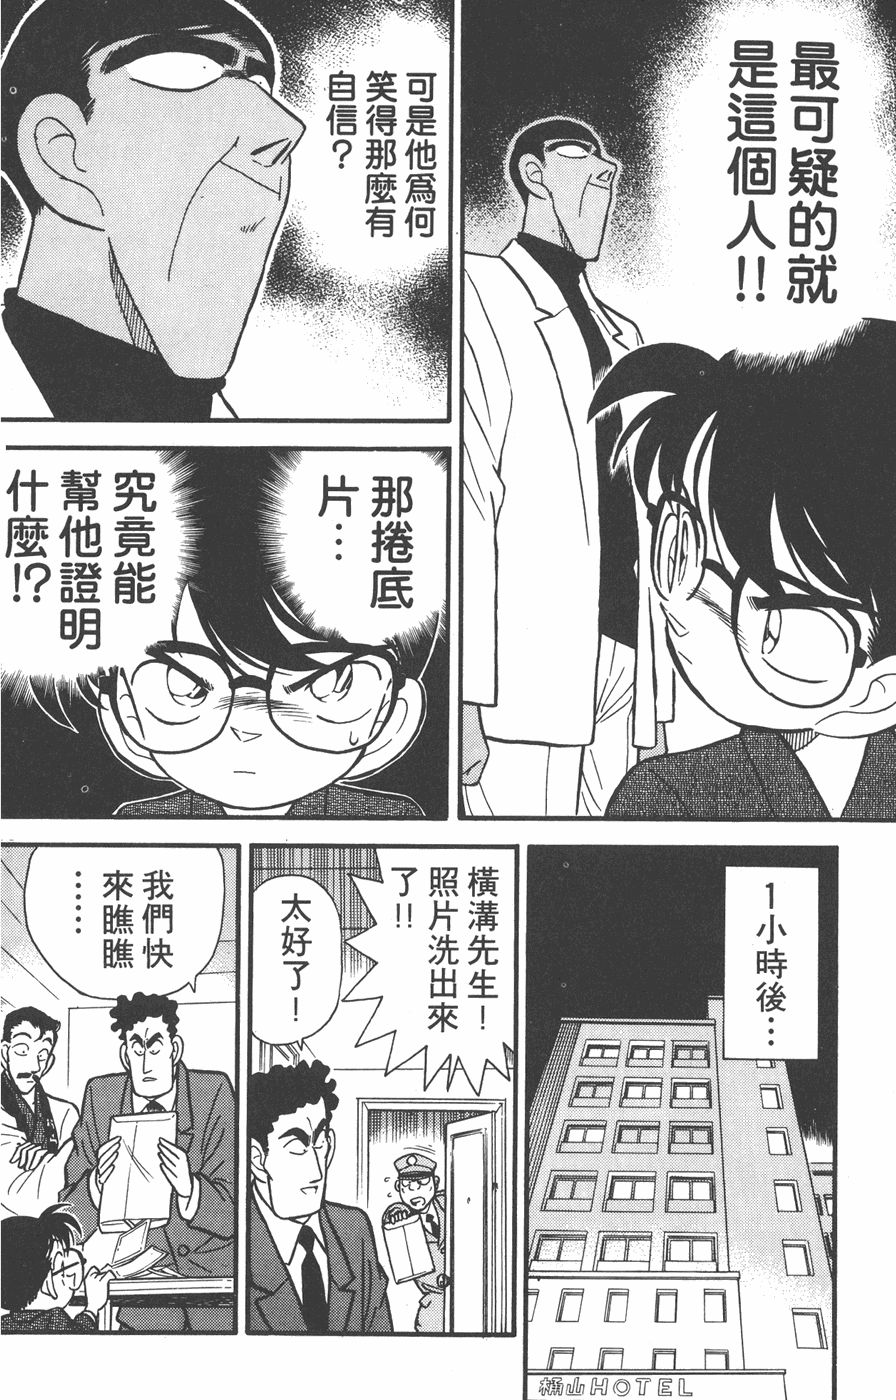 最可疑的就
是這個人!!
可是他爲何
笑得那麼有
自信？
那捲底
片…
究竟能
幫他證明
什麼!?
1小時後…
橫溝先生！
照片洗出來
了!!
太好了！
我們快
來瞧瞧
……
桶山HOTEL